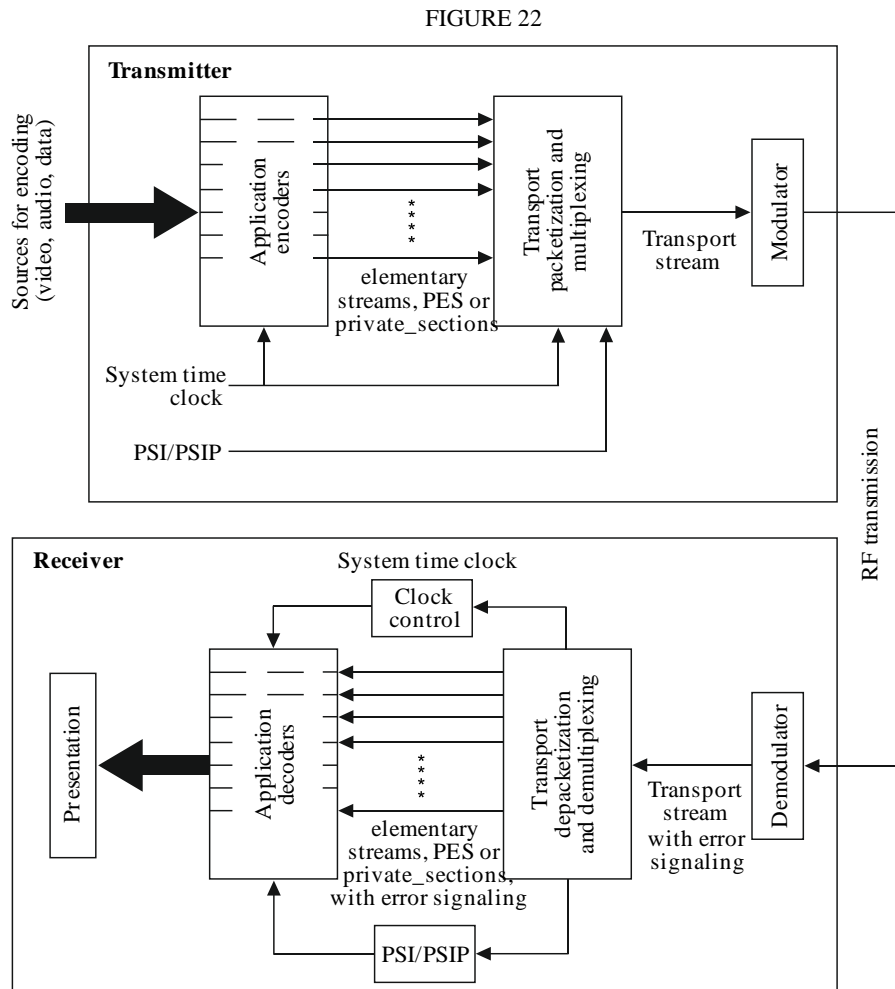 FIGURE 22
Transmitter
Sources for encoding
(video, audio, data)
Application
encoders
****
elementary
streams, PES or
private_sections
Transport
packetization and
multiplexing
Transport
stream
Modulator
System time
clock
PSI/PSIP
RF transmission
Receiver
System time clock
Clock
control
Presentation
Application
decoders
****
elementary
streams, PES or
private_sections,
with error signaling
Transport
depacketization
and demultiplexing
Transport
stream
with error
signaling
Demodulator
PSI/PSIP